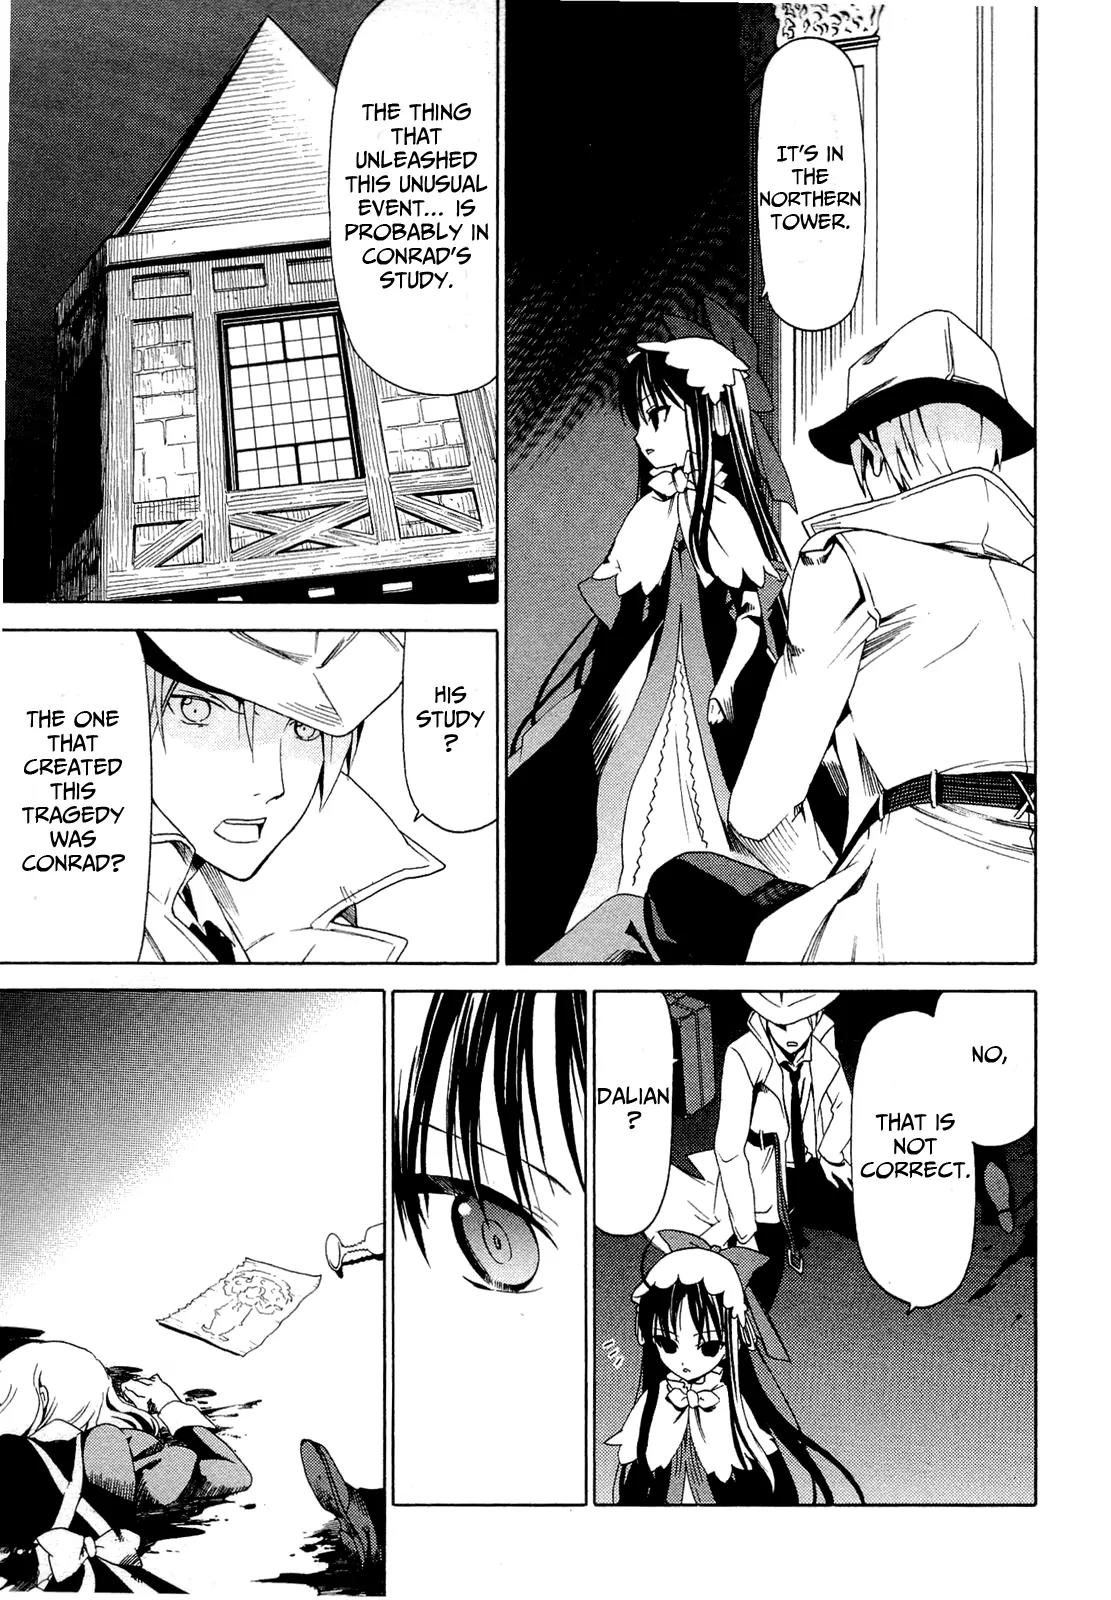 IT'S IN
THE
NORTHERN
TOWER.
THE THING
THAT
UNLEASHED
THIS UNUSUAL
EVENT... IS
PROBABLY IN
CONRAD'S
STUDY.
HIS
STUDY
?
THE ONE
THAT
CREATED
THIS
TRAGEDY
WAS
CONRAD?
NO,
THAT IS
NOT
CORRECT.
DALIAN
?